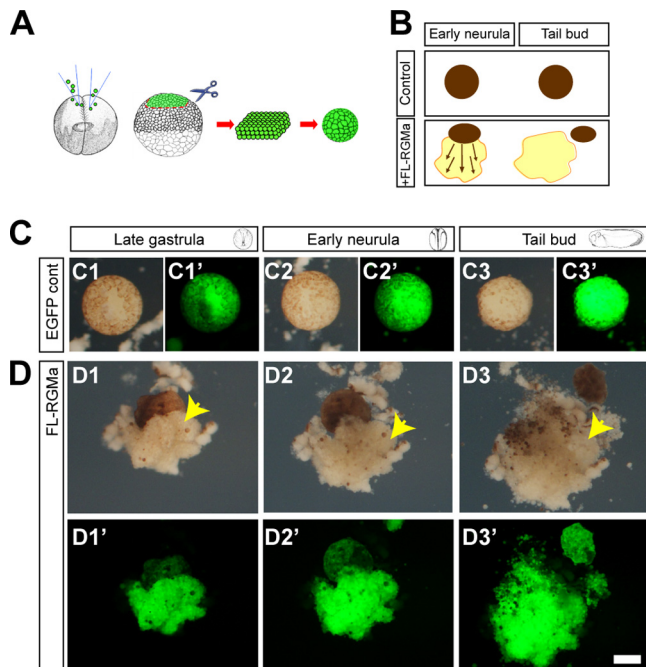 A
B
Early neurula
Tail bud
Control
+FL-RGMa
C
Late gastrula
Early neurula
Tail bud
EGFP cont
C1
C1’
C2
C2’
C3
C3’
D
FL-RGMa
D1
D2
D3
D1’
D2’
D3’